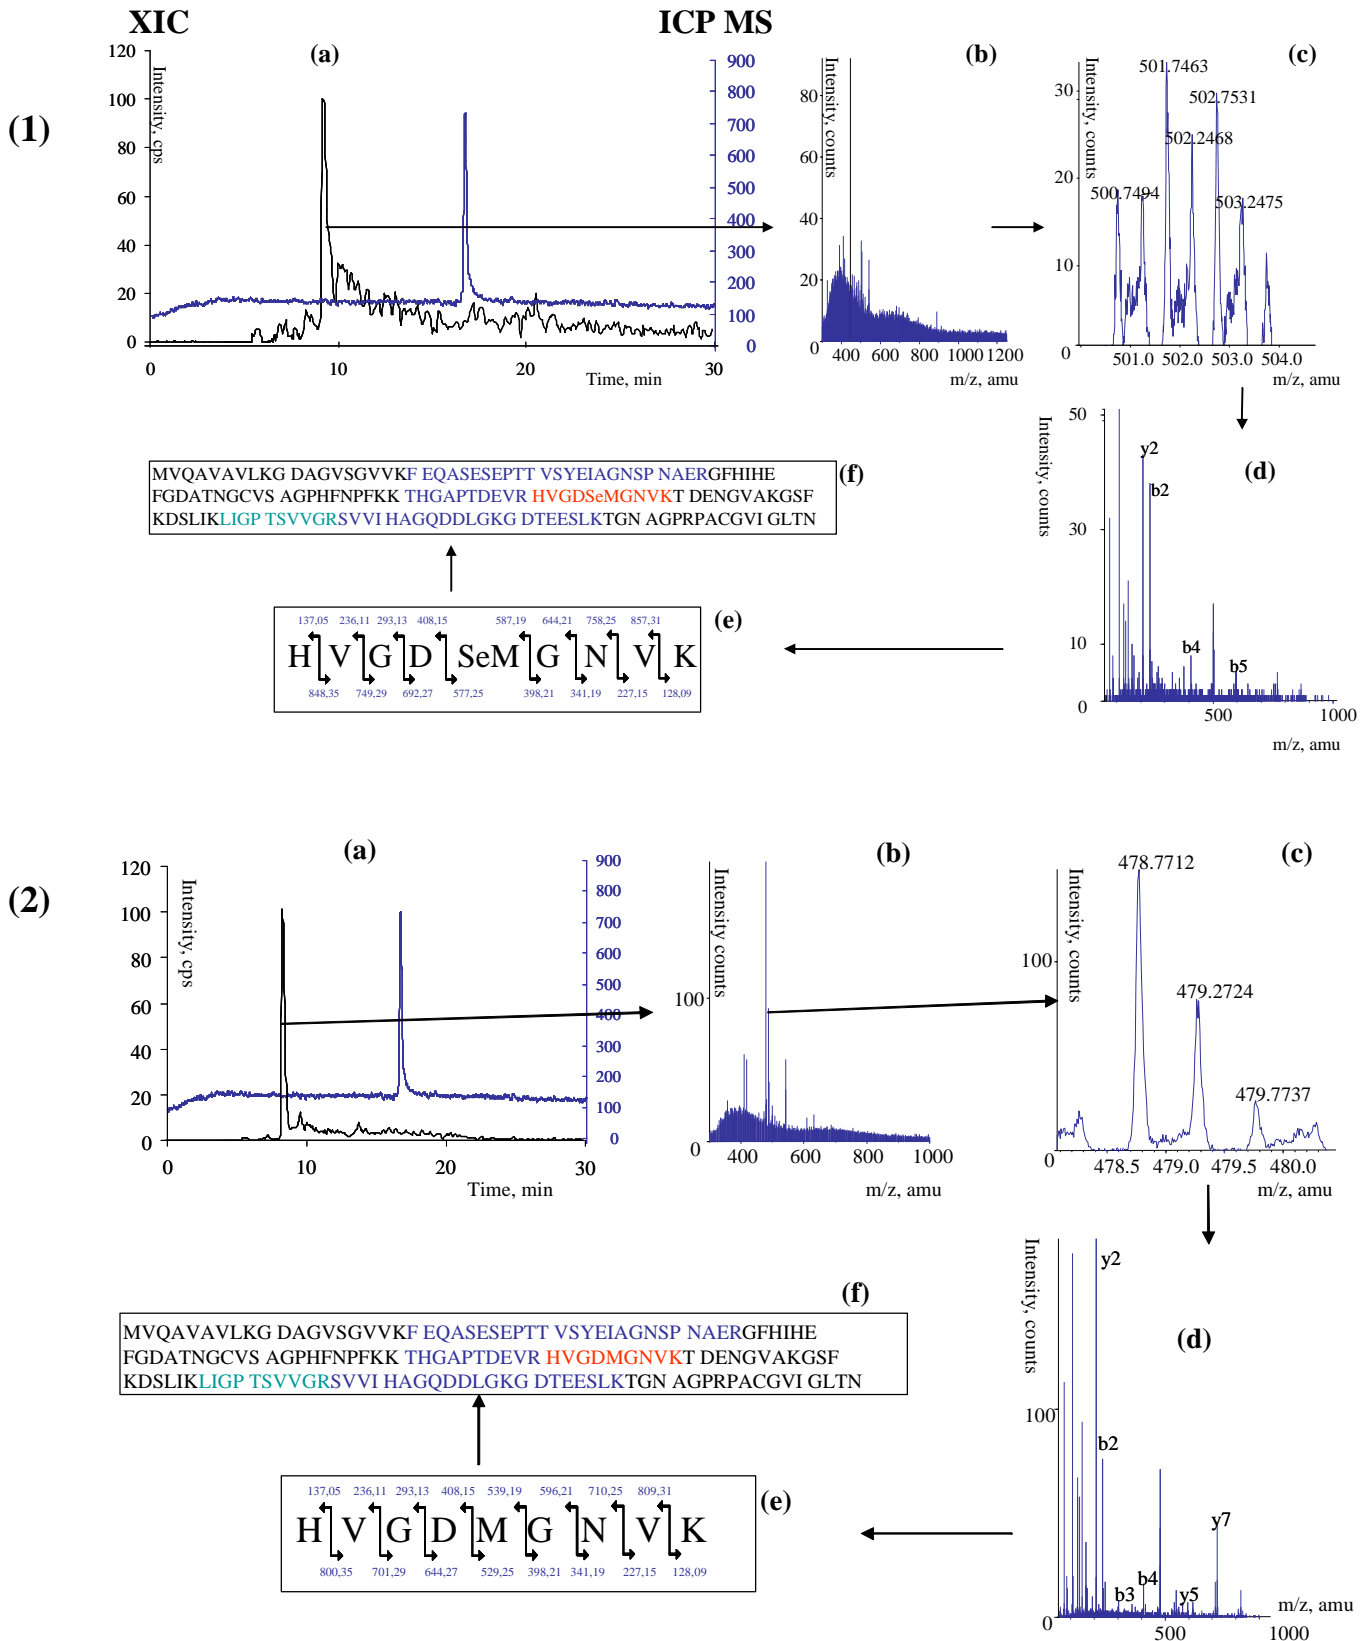 XIC
ICP MS
(1)
(a)
120
100
80
60
40
20
0
Intensity, cps
900
800
700
600
500
400
300
200
100
0
0
10
20
30
Time, min
(b)
Intensity, counts
80
60
40
20
0
400 600 800 1000 1200
m/z, amu
(c)
Intensity, counts
30
20
10
0
501.7463
502.7531
502.2468
500.7494
503.2475
501.0 502.0 503.0 504.0
m/z, amu
(d)
Intensity, counts
50
30
10
0
y2
b2
b4
b5
500
1000
m/z, amu
(f)
MVQAVAVLKG DAGVSGVVKF EQASESEPTT VSYEIAGNSP NAERGFHIHE
FGDATNGCVS AGPHFNPFKK THGAPTDEVR HVGDSeMGNVKT DENGVAKGSF
KDSLIKLIGP TSVVGRSVVI HAGQDDLGKG DTEESLKTGN AGPRPACGVI GLTN
(e)
137,05 236,11 293,13 408,15 587,19 644,21 758,25 857,31
H V G D SeM G N V K
848,35 749,29 692,27 577,25 398,21 341,19 227,15 128,09
(2)
(a)
120
100
80
60
40
20
0
Intensity, cps
900
800
700
600
500
400
300
200
100
0
0
10
20
30
Time, min
(b)
Intensity counts
100
0
400 600 800 1000
m/z, amu
(c)
Intensity, counts
100
0
478.7712
479.2724
479.7737
478.5 479.0 479.5 480.0
m/z, amu
(d)
Intensity, counts
100
0
y2
b2
b3
b4
y5
y7
500
1000
m/z, amu
(f)
MVQAVAVLKG DAGVSGVVKF EQASESEPTT VSYEIAGNSP NAERGFHIHE
FGDATNGCVS AGPHFNPFKK THGAPTDEVR HVGDMGNVKT DENGVAKGSF
KDSLIKLIGP TSVVGRSVVI HAGQDDLGKG DTEESLKTGN AGPRPACGVI GLTN
(e)
137,05 236,11 293,13 408,15 539,19 596,21 710,25 809,31
H V G D M G N V K
800,35 701,29 644,27 529,25 398,21 341,19 227,15 128,09